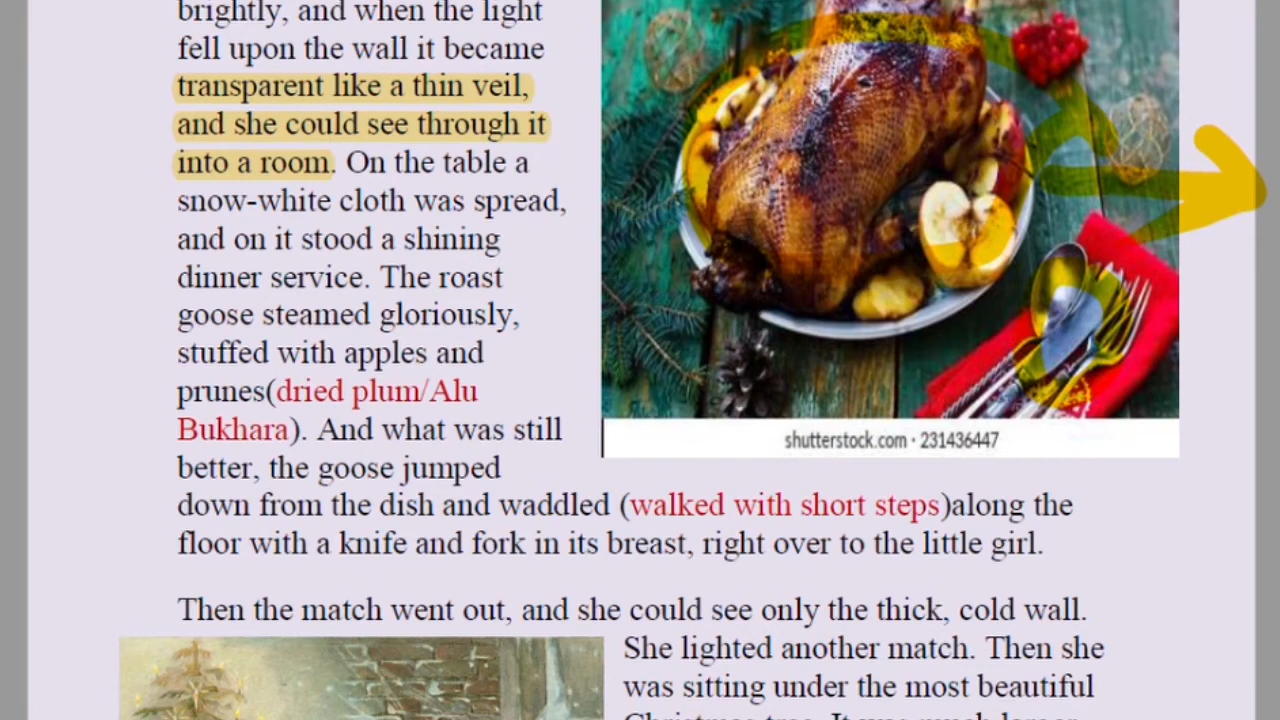 brightly, and when the light
fell upon the wall it became
transparent like a thin veil,
and she could see through it
into a room. On the table a
snow-white cloth was spread,
and on it stood a shining
dinner service. The roast
goose steamed gloriously,
stuffed with apples and
prunes(dried plum/Alu
Bukhara). And what was still
better, the goose jumped
shutterstock.com · 231436447
down from the dish and waddled (walked with short steps)along the
floor with a knife and fork in its breast, right over to the little girl.
Then the match went out, and she could see only the thick, cold wall.
She lighted another match. Then she
was sitting under the most beautiful
Christmas tree. It was much larger